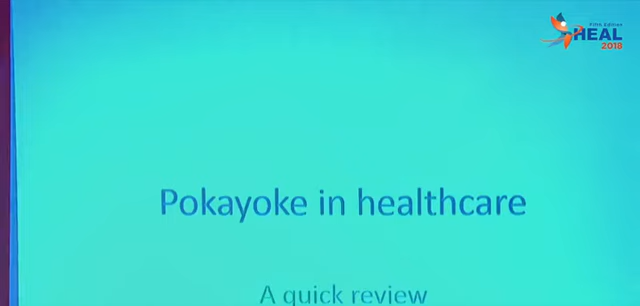 Fifth Edition
HEAL
2018
Pokayoke in healthcare
A quick review